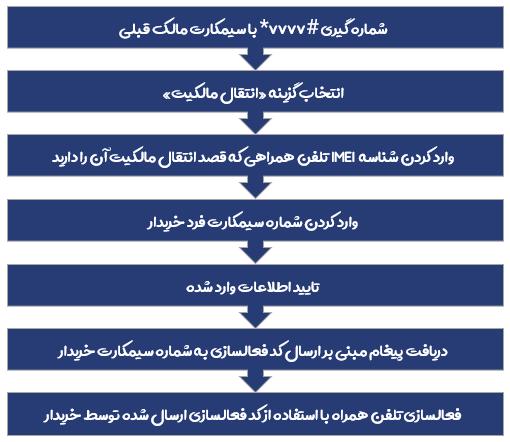 شماره گیری #۷۷۷۷* با سیمکارت مالک قبلی
انتخاب گزینه «انتقال مالکیت»
وارد کردن شناسه IMEI تلفن همراهی که قصد انتقال مالکیت آن را دارید
وارد کردن شماره سیمکارت فرد خریدار
تایید اطلاعات وارد شده
دریافت پیغام مبنی بر ارسال کد فعالسازی به شماره سیمکارت خریدار
فعالسازی تلفن همراه با استفاده از کد فعالسازی ارسال شده توسط خریدار